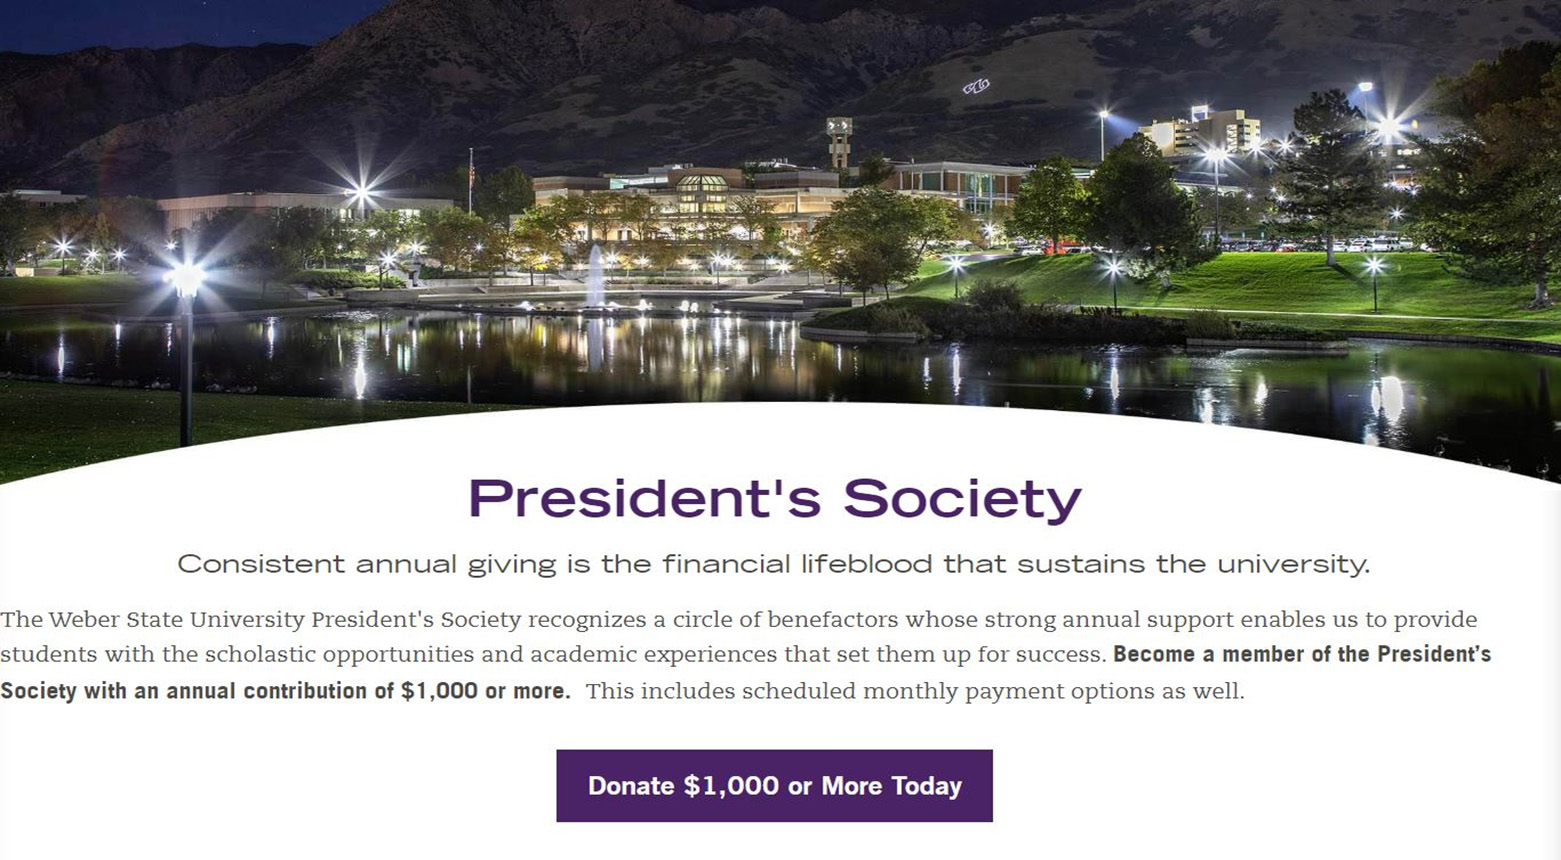 President's Society
Consistent annual giving is the financial lifeblood that sustains the university.
The Weber State University President's Society recognizes a circle of benefactors whose strong annual support enables us to provide
students with the scholastic opportunities and academic experiences that set them up for success. Become a member of the President’s
Society with an annual contribution of $1,000 or more. This includes scheduled monthly payment options as well.
Donate $1,000 or More Today